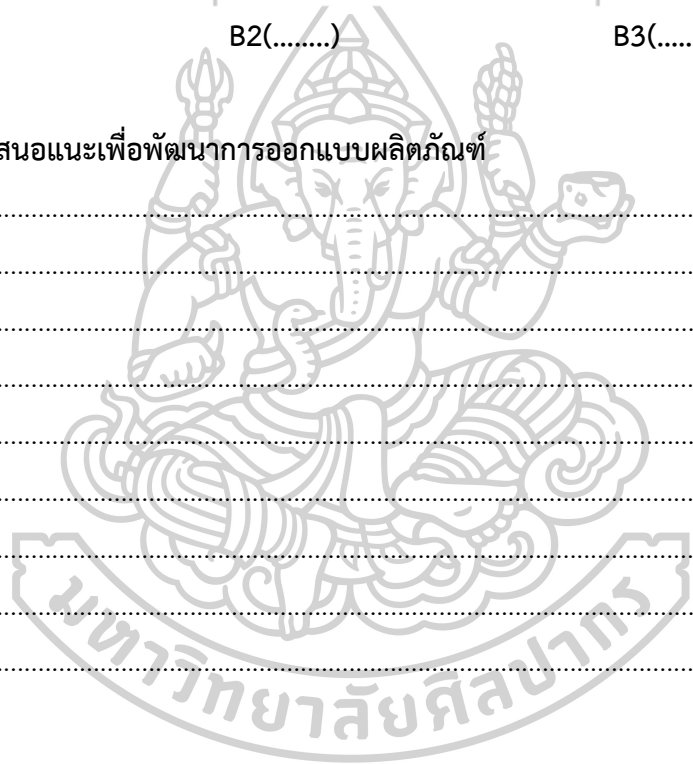 B2(........) B3(.....
สนอแนะเพื่อพัฒนาการออกแบบผลิตภัณฑ์
มหาวิทยาลัยศิลปากร